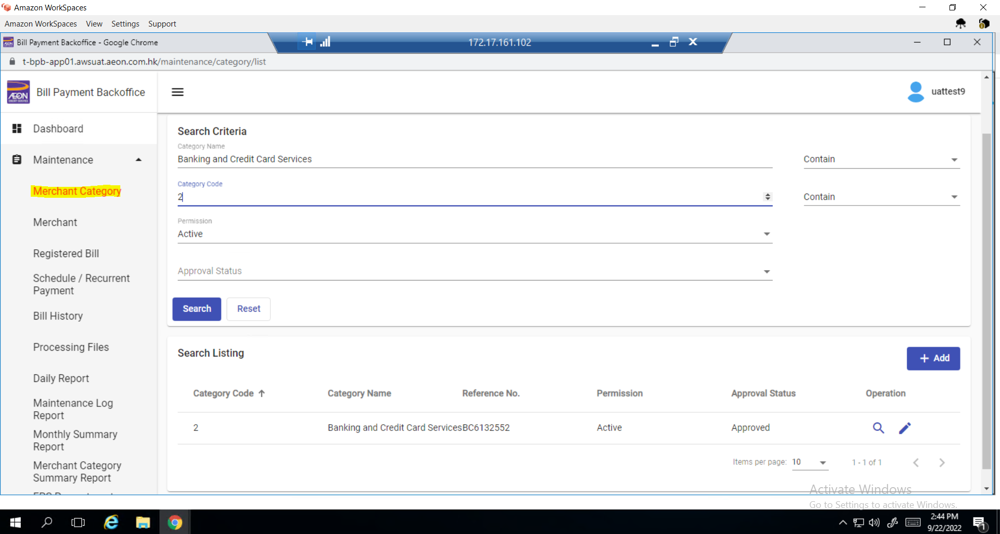 Amazon WorkSpaces
Amazon WorkSpaces View Settings Support
Bill Payment Backoffice - Google Chrome
172.17.161.102
t-bpb-app01.awsuat.aeon.com.hk/maintenance/category/list
ÆON
Bill Payment Backoffice
uattest9
Dashboard
Maintenance
Merchant Category
Merchant
Registered Bill
Schedule / Recurrent
Payment
Bill History
Processing Files
Daily Report
Maintenance Log
Report
Monthly Summary
Report
Merchant Category
Summary Report
Search Criteria
Category Name
Banking and Credit Card Services
Contain
Category Code
2
Contain
Permission
Active
Approval Status
Search Reset
Search Listing
+ Add
Category Code Category Name Reference No. Permission Approval Status Operation
2 Banking and Credit Card ServicesBC6132552 Active Approved
Items per page: 10 1 - 1 of 1
Activate Windows
Go to Settings to activate Windows.
2:44 PM
9/22/2022
1